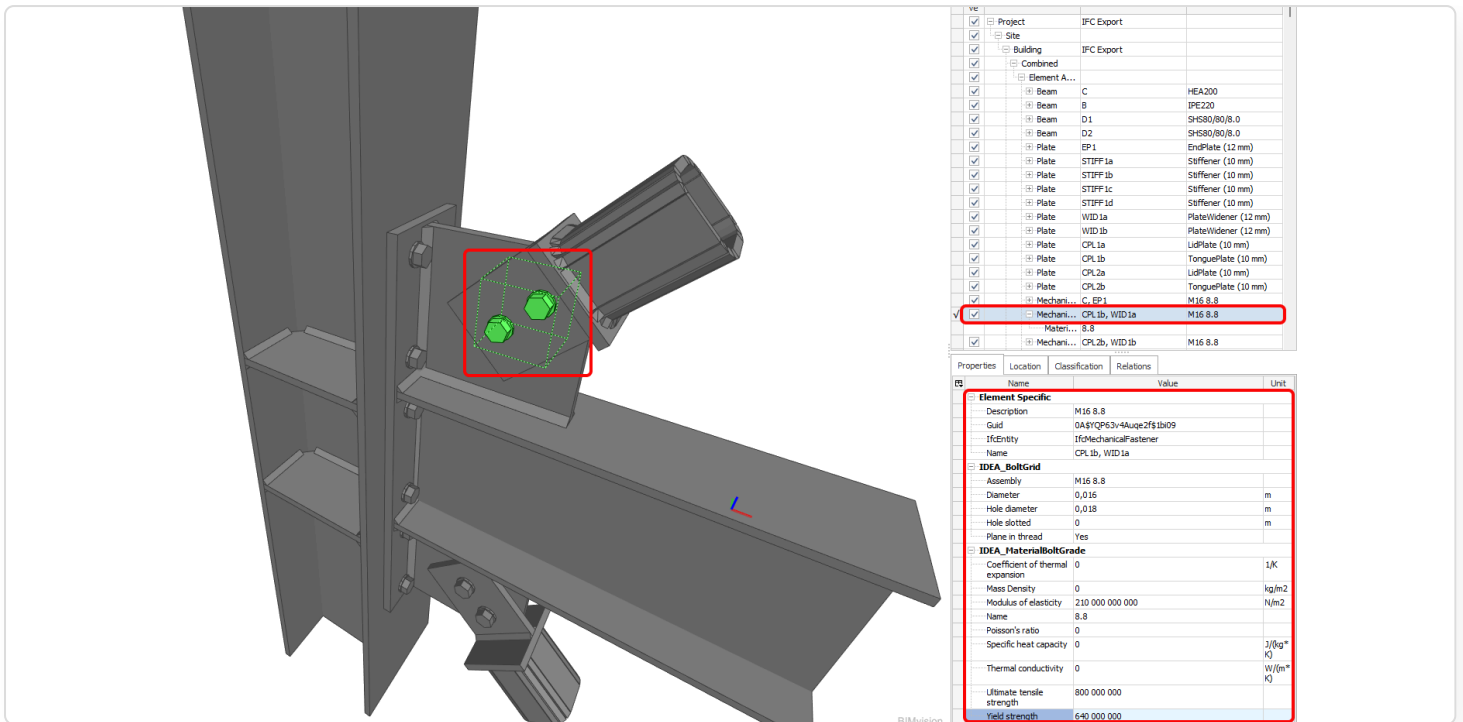 ve
Project IFC Export
Site
Building IFC Export
Combined
Element A...
Beam C HEA200
Beam B IPE220
Beam D1 SHS80/80/8.0
Beam D2 SHS80/80/8.0
Plate EP1 EndPlate (12 mm)
Plate STIFF1a Stiffener (10 mm)
Plate STIFF1b Stiffener (10 mm)
Plate STIFF1c Stiffener (10 mm)
Plate STIFF1d Stiffener (10 mm)
Plate WID1a PlateWidener (12 mm)
Plate WID1b PlateWidener (12 mm)
Plate CPL1a LidPlate (10 mm)
Plate CPL1b TonguePlate (10 mm)
Plate CPL2a LidPlate (10 mm)
Plate CPL2b TonguePlate (10 mm)
Mechani... C, EP1 M16 8.8
Mechani... CPL1b, WID1a M16 8.8
Materi... 8.8
Mechani... CPL2b, WID1b M16 8.8
Properties Location Classification Relations
Name Value Unit
Element Specific
Description M16 8.8
Guid 0A$YQP63v4Auqe2f$1bi09
IfcEntity IfcMechanicalFastener
Name CPL1b, WID1a
IDEA_BoltGrid
Assembly M16 8.8
Diameter 0,016 m
Hole diameter 0,018 m
Hole slotted 0 m
Plane in thread Yes
IDEA_MaterialBoltGrade
Coefficient of thermal 0 1/K
expansion
Mass Density 0 kg/m2
Modulus of elasticity 210 000 000 000 N/m2
Name 8.8
Poisson's ratio 0
Specific heat capacity 0 J/(kg*
K)
Thermal conductivity 0 W/(m*
K)
Ultimate tensile 800 000 000
strength
Yield strength 640 000 000
BIMvision